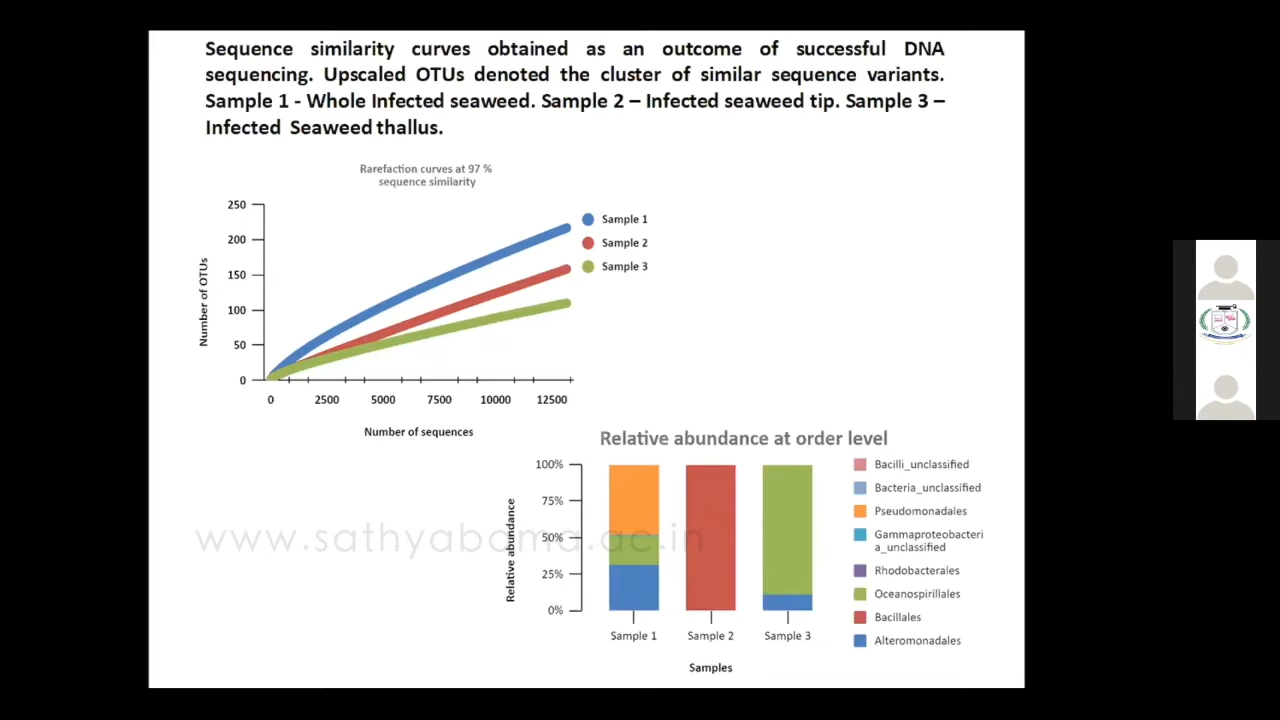 Sequence similarity curves obtained as an outcome of successful DNA
sequencing. Upscaled OTUs denoted the cluster of similar sequence variants.
Sample 1 - Whole Infected seaweed. Sample 2 – Infected seaweed tip. Sample 3 –
Infected Seaweed thallus.
Rarefaction curves at 97 %
sequence similarity
250
200
150
100
50
0
Number of OTUs
0 2500 5000 7500 10000 12500
Number of sequences
Sample 1
Sample 2
Sample 3
Relative abundance at order level
100%
75%
50%
25%
0%
Relative abundance
Sample 1 Sample 2 Sample 3
Samples
Bacilli_unclassified
Bacteria_unclassified
Pseudomonadales
Gammaproteobacteri
a_unclassified
Rhodobacterales
Oceanospirillales
Bacillales
Alteromonadales
www.sathyabama.ac.in